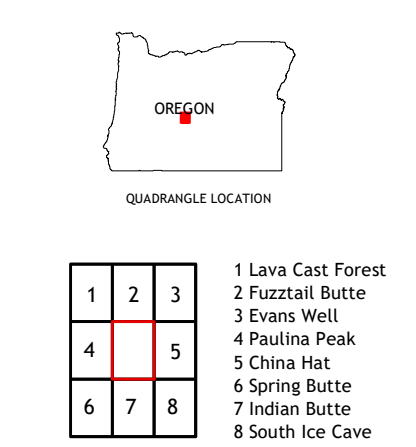 OREGON
QUADRANGLE LOCATION
1 2 3
4 5
6 7 8
1 Lava Cast Forest
2 Fuzztail Butte
3 Evans Well
4 Paulina Peak
5 China Hat
6 Spring Butte
7 Indian Butte
8 South Ice Cave